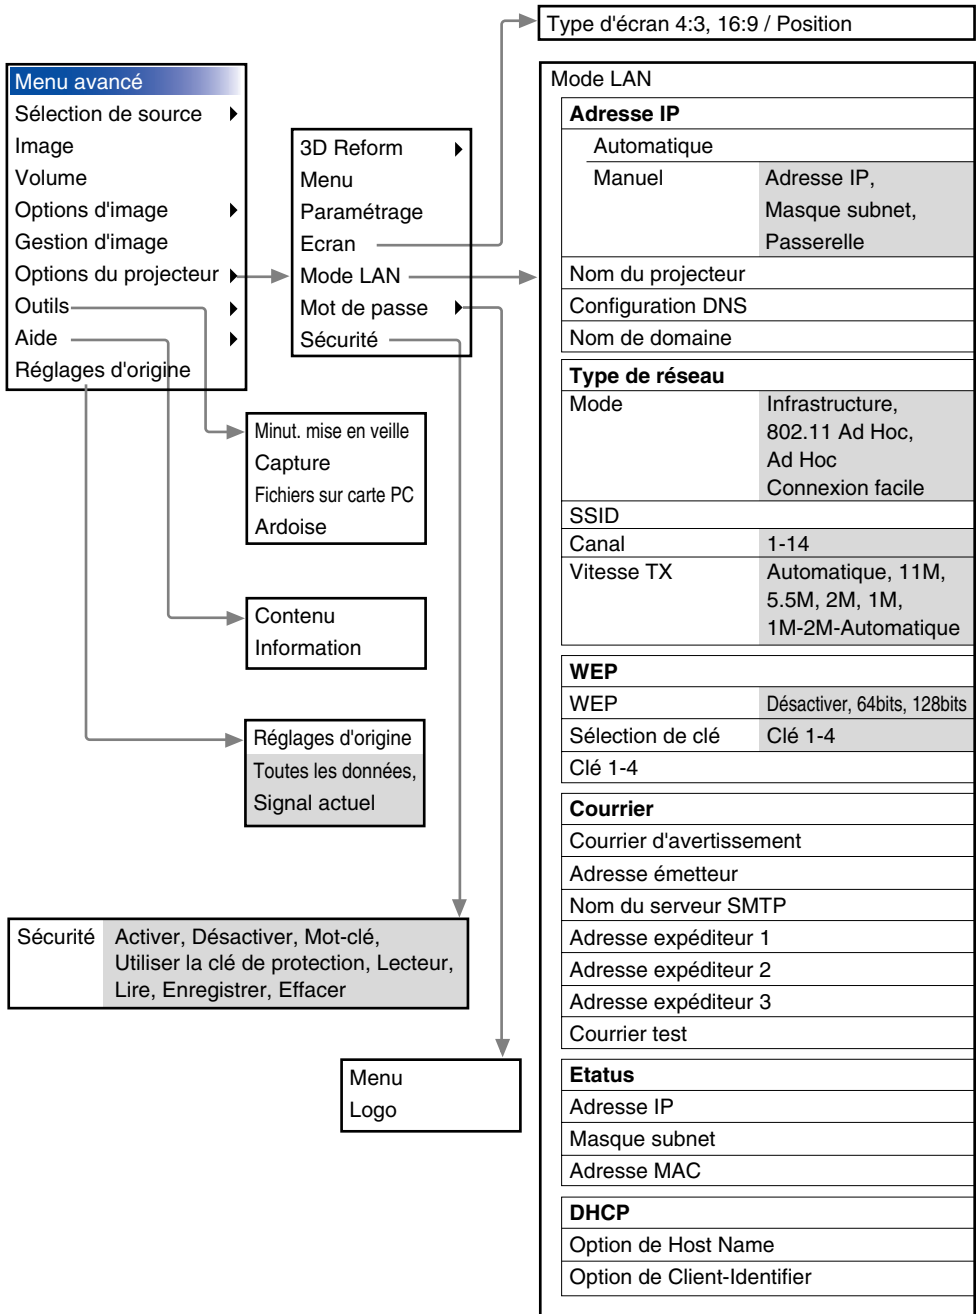 Type d'écran 4:3, 16:9 / Position
Menu avancé
Sélection de source
Image
Volume
Options d'image
Gestion d'image
Options du projecteur
Outils
Aide
Réglages d'origine
3D Reform
Menu
Paramétrage
Ecran
Mode LAN
Mot de passe
Sécurité
Minut. mise en veille
Capture
Fichiers sur carte PC
Ardoise
Contenu
Information
Réglages d'origine
Toutes les données,
Signal actuel
Sécurité Activer, Désactiver, Mot-clé,
Utiliser la clé de protection, Lecteur,
Lire, Enregistrer, Effacer
Menu
Logo
Mode LAN
Adresse IP
Automatique
Manuel Adresse IP,
Masque subnet,
Passerelle
Nom du projecteur
Configuration DNS
Nom de domaine
Type de réseau
Mode Infrastructure,
802.11 Ad Hoc,
Ad Hoc
Connexion facile
SSID
Canal 1-14
Vitesse TX Automatique, 11M,
5.5M, 2M, 1M,
1M-2M-Automatique
WEP
WEP Désactiver, 64bits, 128bits
Sélection de clé Clé 1-4
Clé 1-4
Courrier
Courrier d'avertissement
Adresse émetteur
Nom du serveur SMTP
Adresse expéditeur 1
Adresse expéditeur 2
Adresse expéditeur 3
Courrier test
Etatus
Adresse IP
Masque subnet
Adresse MAC
DHCP
Option de Host Name
Option de Client-Identifier